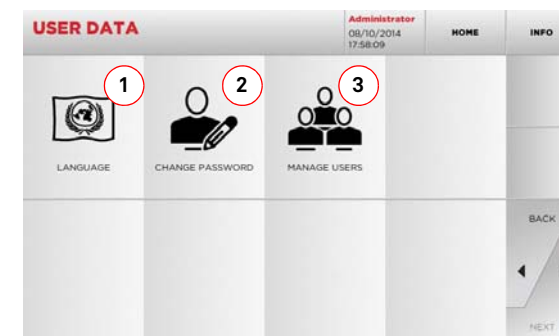 USER DATA
Administrator
08/10/2014
17:58:09
HOME
INFO
1
2
3
LANGUAGE
CHANGE PASSWORD
MANAGE USERS
BACK
NEXT